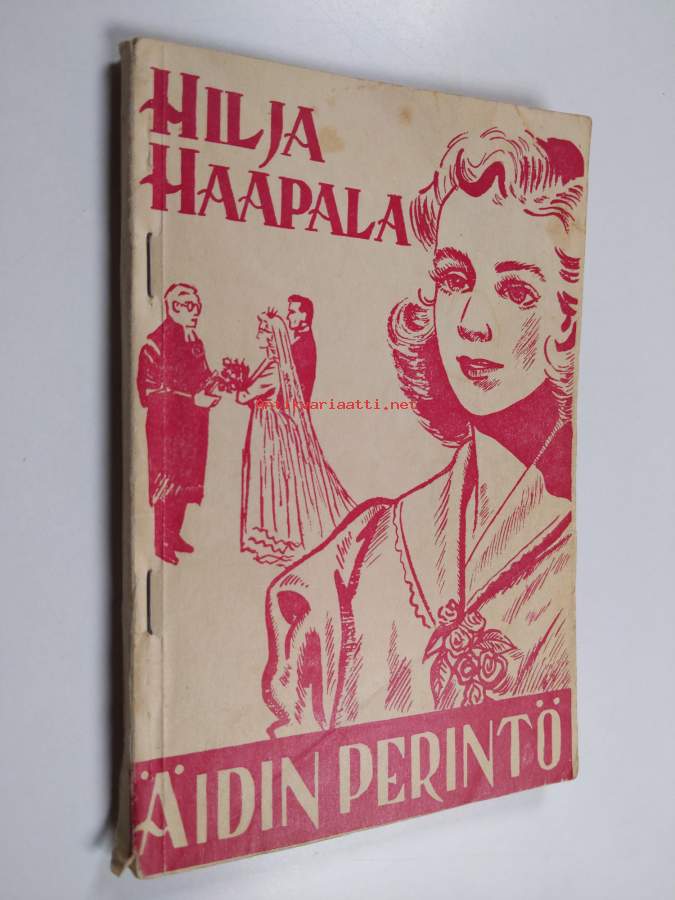 HILJA
HAAPALA
Antikvariaatti.net
ÄIDIN PERINTÖ